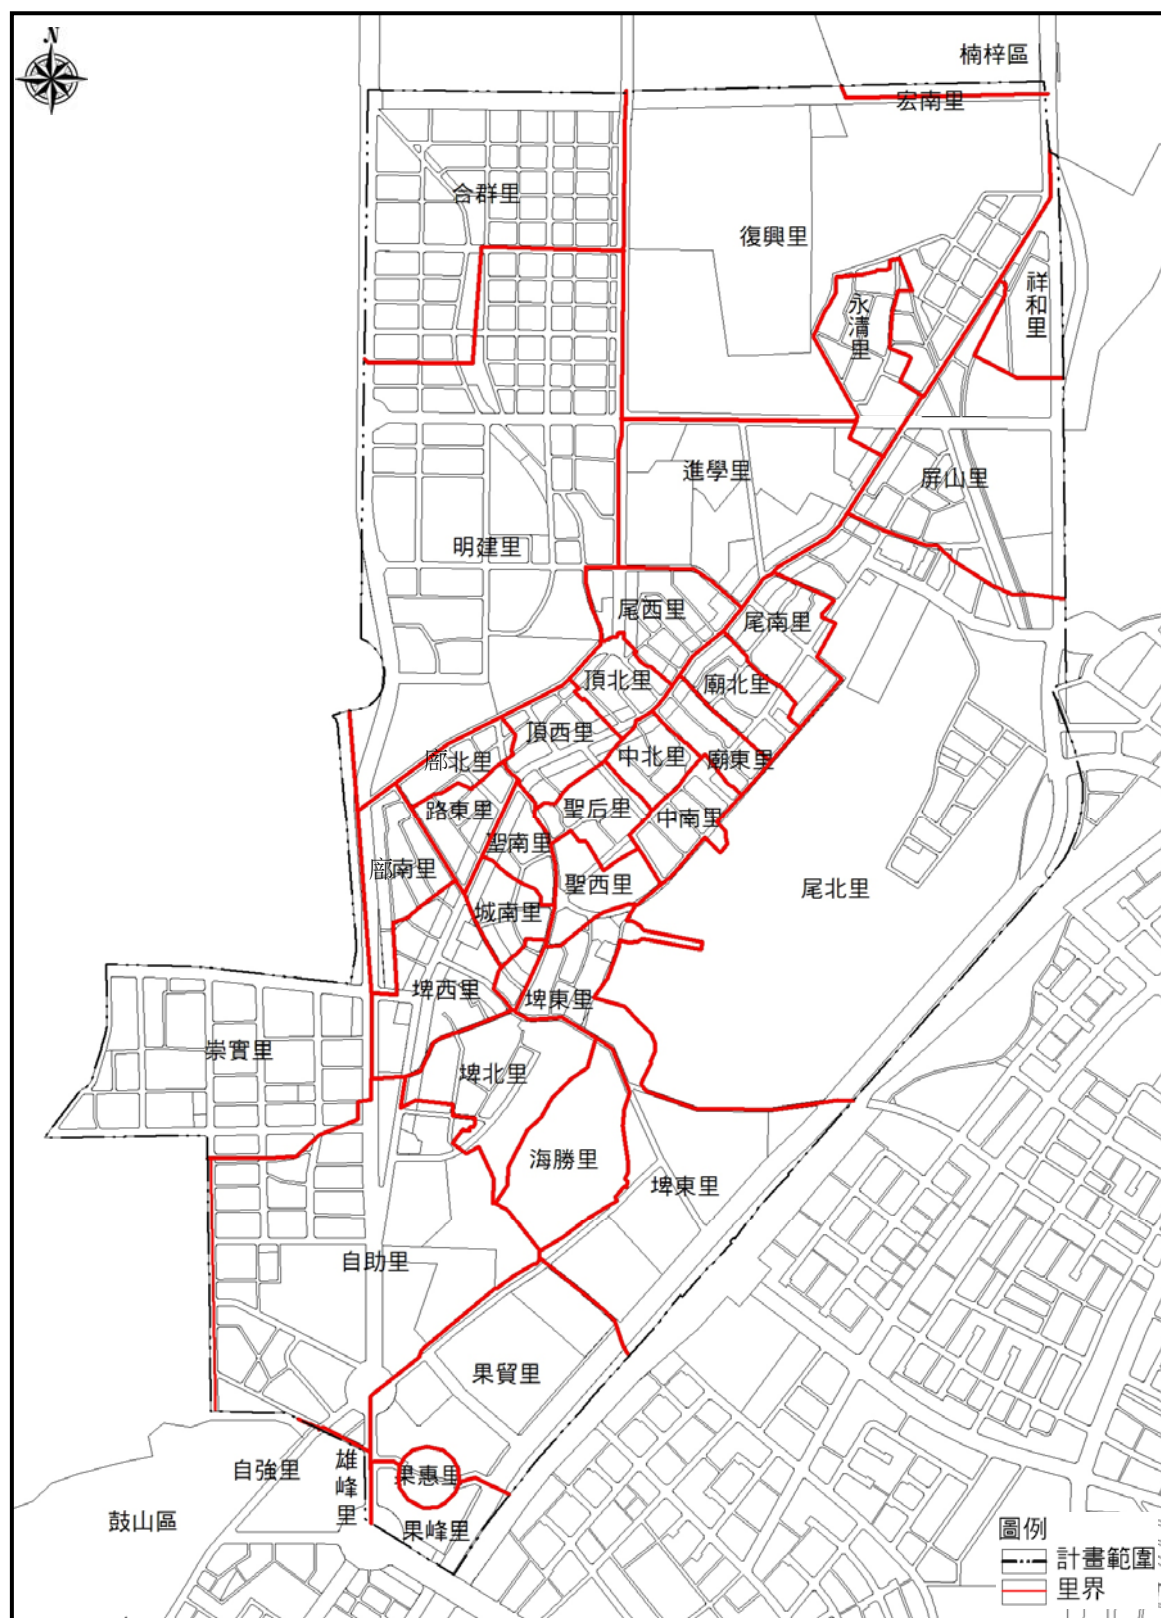 N
楠梓區
宏南里
合群里
復興里
祥和里
永清里
進學里
屏山里
明建里
尾西里
尾南里
頂北里
廟北里
頂西里
中北里
廟東里
廍北里
路東里
聖后里
中南里
聖南里
廍南里
聖西里
尾北里
城南里
埤西里
埤東里
崇實里
埤北里
海勝里
埤東里
自助里
果貿里
自強里
雄峰里
果惠里
鼓山區
果峰里
圖例
計畫範圍
里界